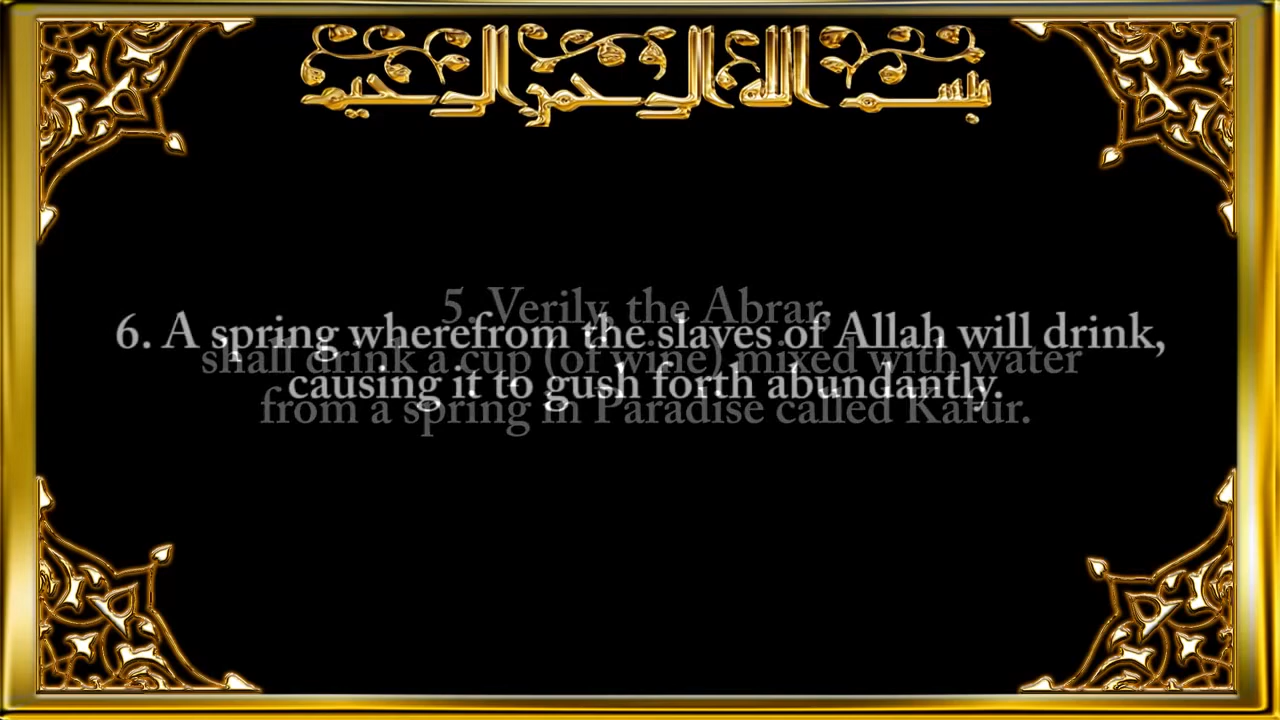 بسم الله الرحمن الرحيم
5. Verily, the Abrar,
shall drink a cup (of wine) mixed with water
from a spring in Paradise called Kafur.
6. A spring wherefrom the slaves of Allah will drink,
causing it to gush forth abundantly.